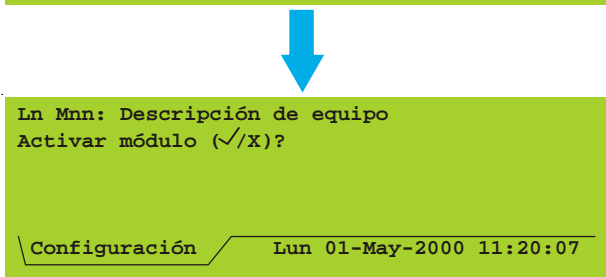 Ln Mnn: Descripción de equipo
Activar módulo (✓/X)?
Configuración Lun 01-May-2000 11:20:07